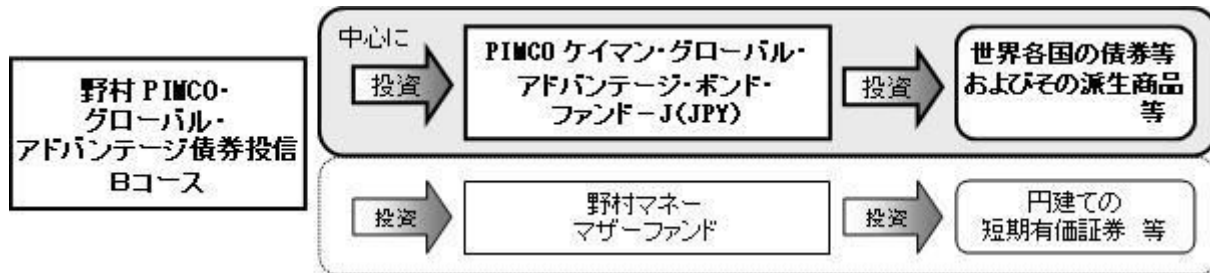 野村PIMCO・
グローバル・
アドバンテージ債券投信
Bコース
中心に
投資
PIMCO ケイマン・グローバル・
アドバンテージ・ボンド・
ファンド－J(JPY)
投資
世界各国の債券等
およびその派生商品
等
投資
野村マネー
マザーファンド
投資
円建ての
短期有価証券 等